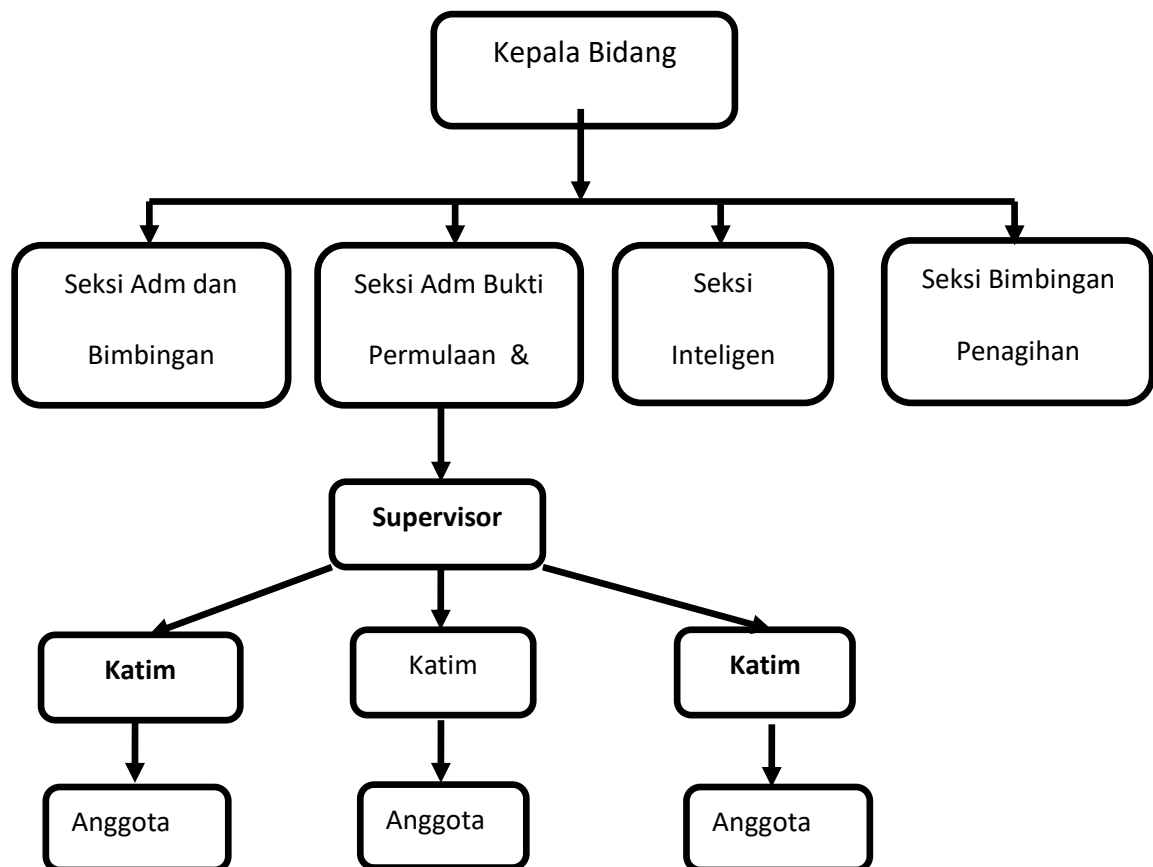 Kepala Bidang
Seksi Adm dan
Bimbingan
Seksi Adm Bukti
Permulaan &
Seksi
Inteligen
Seksi Bimbingan
Penagihan
Supervisor
Katim
Katim
Katim
Anggota
Anggota
Anggota